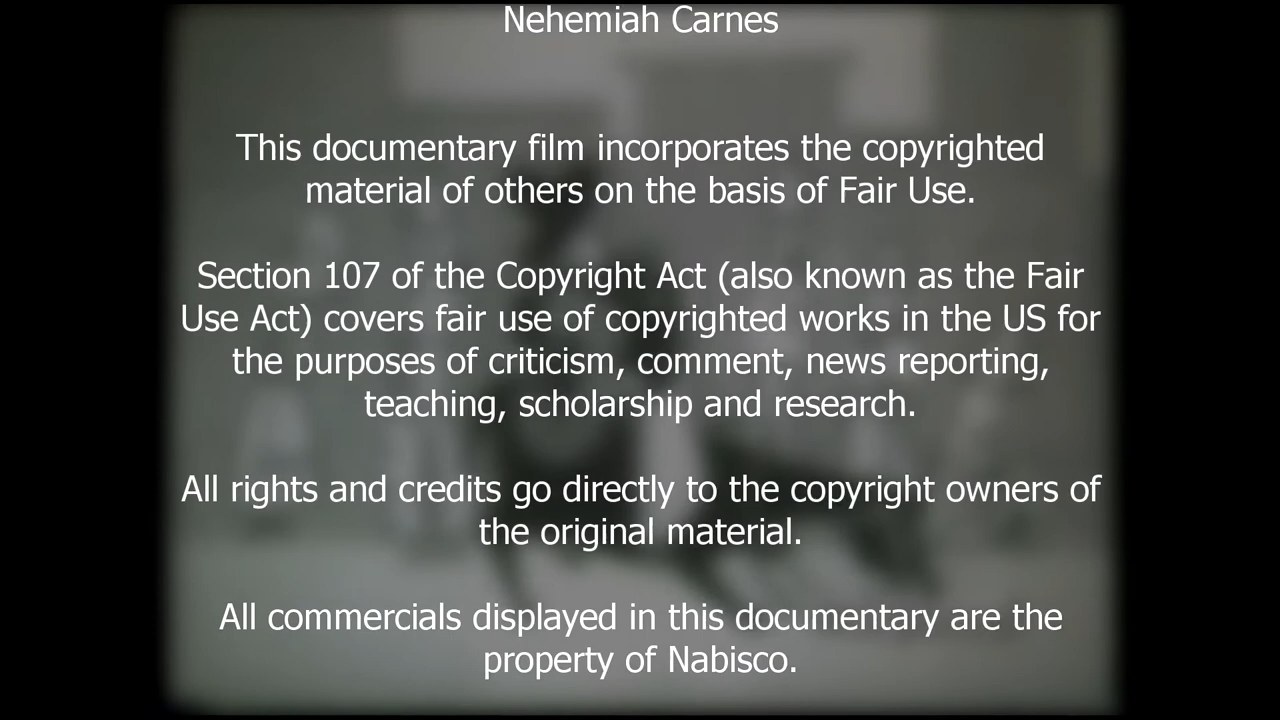 Nehemiah Carnes
This documentary film incorporates the copyrighted
material of others on the basis of Fair Use.
Section 107 of the Copyright Act (also known as the Fair
Use Act) covers fair use of copyrighted works in the US for
the purposes of criticism, comment, news reporting,
teaching, scholarship and research.
All rights and credits go directly to the copyright owners of
the original material.
All commercials displayed in this documentary are the
property of Nabisco.